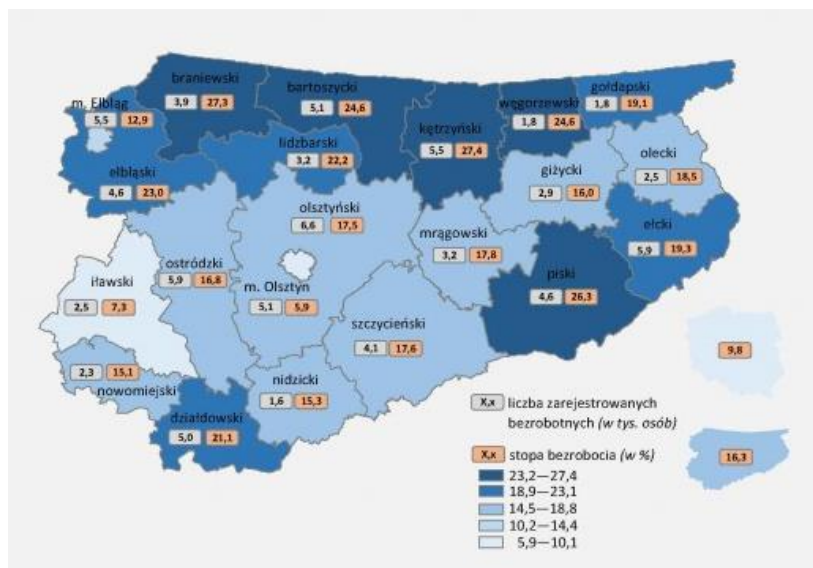 braniewski
3,9 27,3
bartoszycki
5,1 24,6
gołdapski
1,8 19,1
m. Elbląg
5,5 12,9
węgorzewski
1,8 24,6
kętrzyński
5,5 27,4
lidzbarski
3,2 22,2
olecki
2,5 18,5
elbląski
4,6 23,0
giżycki
2,9 16,0
olsztyński
6,6 17,5
mrągowski
3,2 17,8
ełcki
5,9 19,3
ostródzki
5,9 16,8
iławski
2,5 7,3
m. Olsztyn
5,1 5,9
piski
4,6 26,3
szczycieński
4,1 17,6
9,8
2,3 15,1
nowomiejski
nidzicki
1,6 15,3
działdowski
5,0 21,1
X,x liczba zarejestrowanych
bezrobotnych (w tys. osób)
X,x stopa bezrobocia (w %)
16,3
23,2—27,4
18,9—23,1
14,5—18,8
10,2—14,4
5,9—10,1